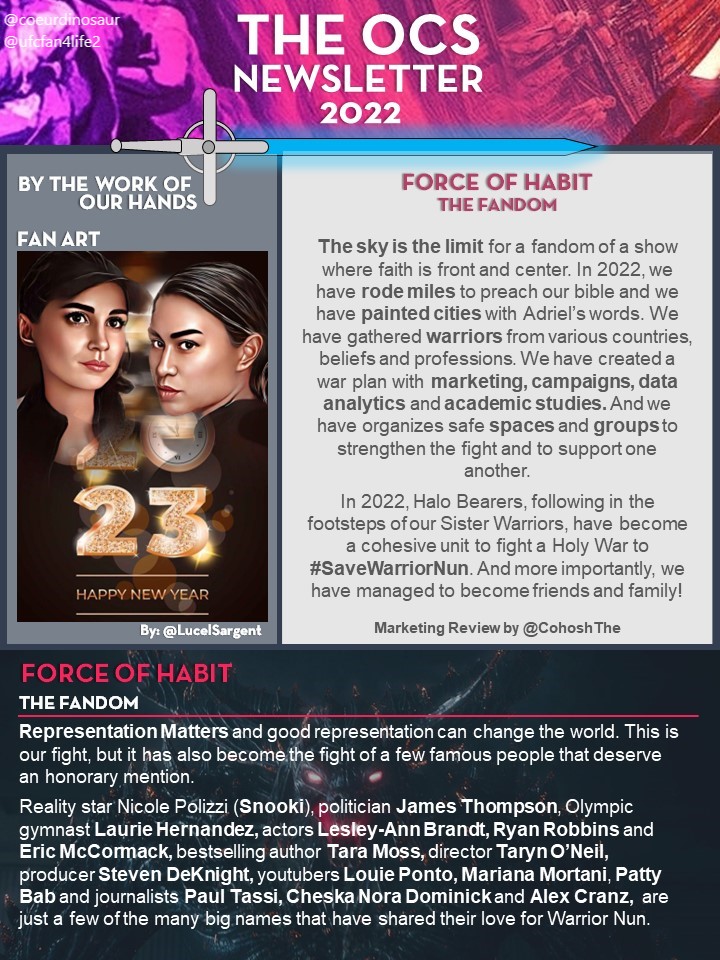 @coeurdinosaur
@ufcfan4life2
THE OCS
NEWSLETTER
2022
BY THE WORK OF
OUR HANDS
FAN ART
20
23
HAPPY NEW YEAR
By: @LucelSargent
FORCE OF HABIT
THE FANDOM
The sky is the limit for a fandom of a show
where faith is front and center. In 2022, we
have rode miles to preach our bible and we
have painted cities with Adriel's words. We
have gathered warriors from various countries,
beliefs and professions. We have created a
war plan with marketing, campaigns, data
analytics and academic studies. And we
have organizes safe spaces and groups to
strengthen the fight and to support one
another.
In 2022, Halo Bearers, following in the
footsteps of our Sister Warriors, have become
a cohesive unit to fight a Holy War to
#SaveWarriorNun. And more importantly, we
have managed to become friends and family!
Marketing Review by @CohoshThe
FORCE OF HABIT
THE FANDOM
Representation Matters and good representation can change the world. This is
our fight, but it has also become the fight of a few famous people that deserve
an honorary mention.
Reality star Nicole Polizzi (Snooki), politician James Thompson, Olympic
gymnast Laurie Hernandez, actors Lesley-Ann Brandt, Ryan Robbins and
Eric McCormack, bestselling author Tara Moss, director Taryn O'Neil,
producer Steven DeKnight, youtubers Louie Ponto, Mariana Mortani, Patty
Bab and journalists Paul Tassi, Cheska Nora Dominick and Alex Cranz, are
just a few of the many big names that have shared their love for Warrior Nun.